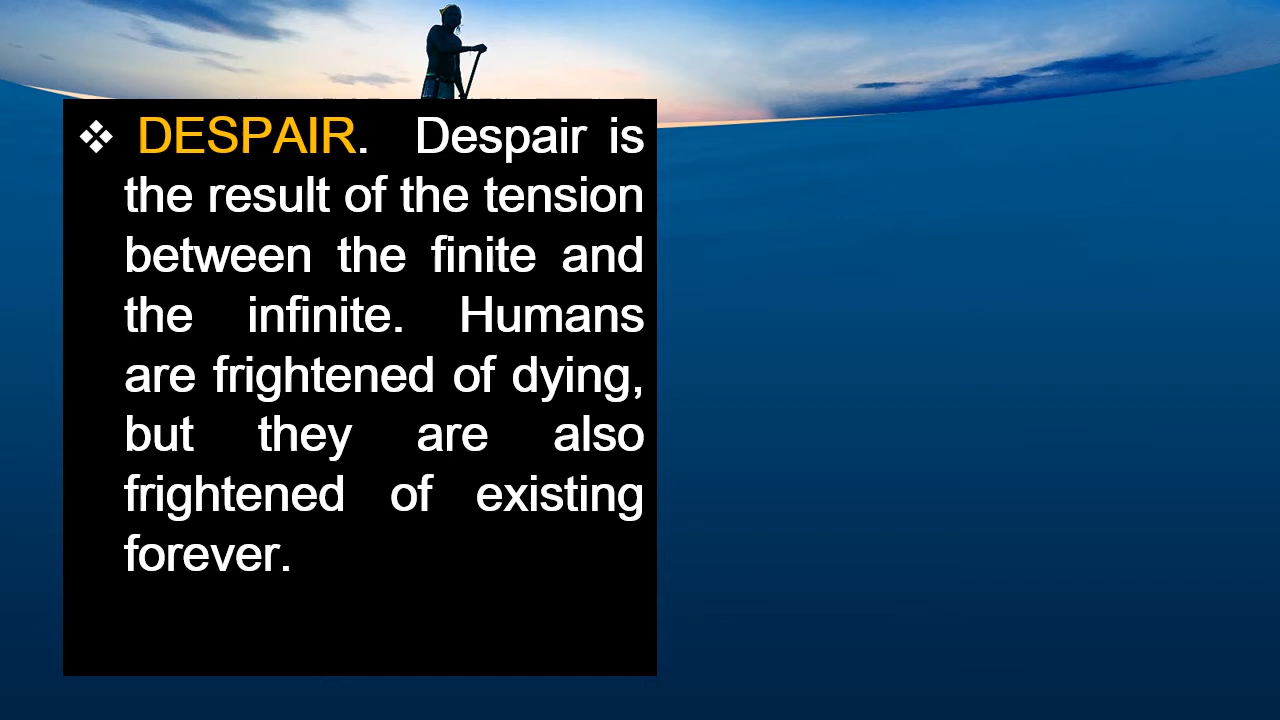 ❖ DESPAIR. Despair is
the result of the tension
between the finite and
the infinite. Humans
are frightened of dying,
but they are also
frightened of existing
forever.